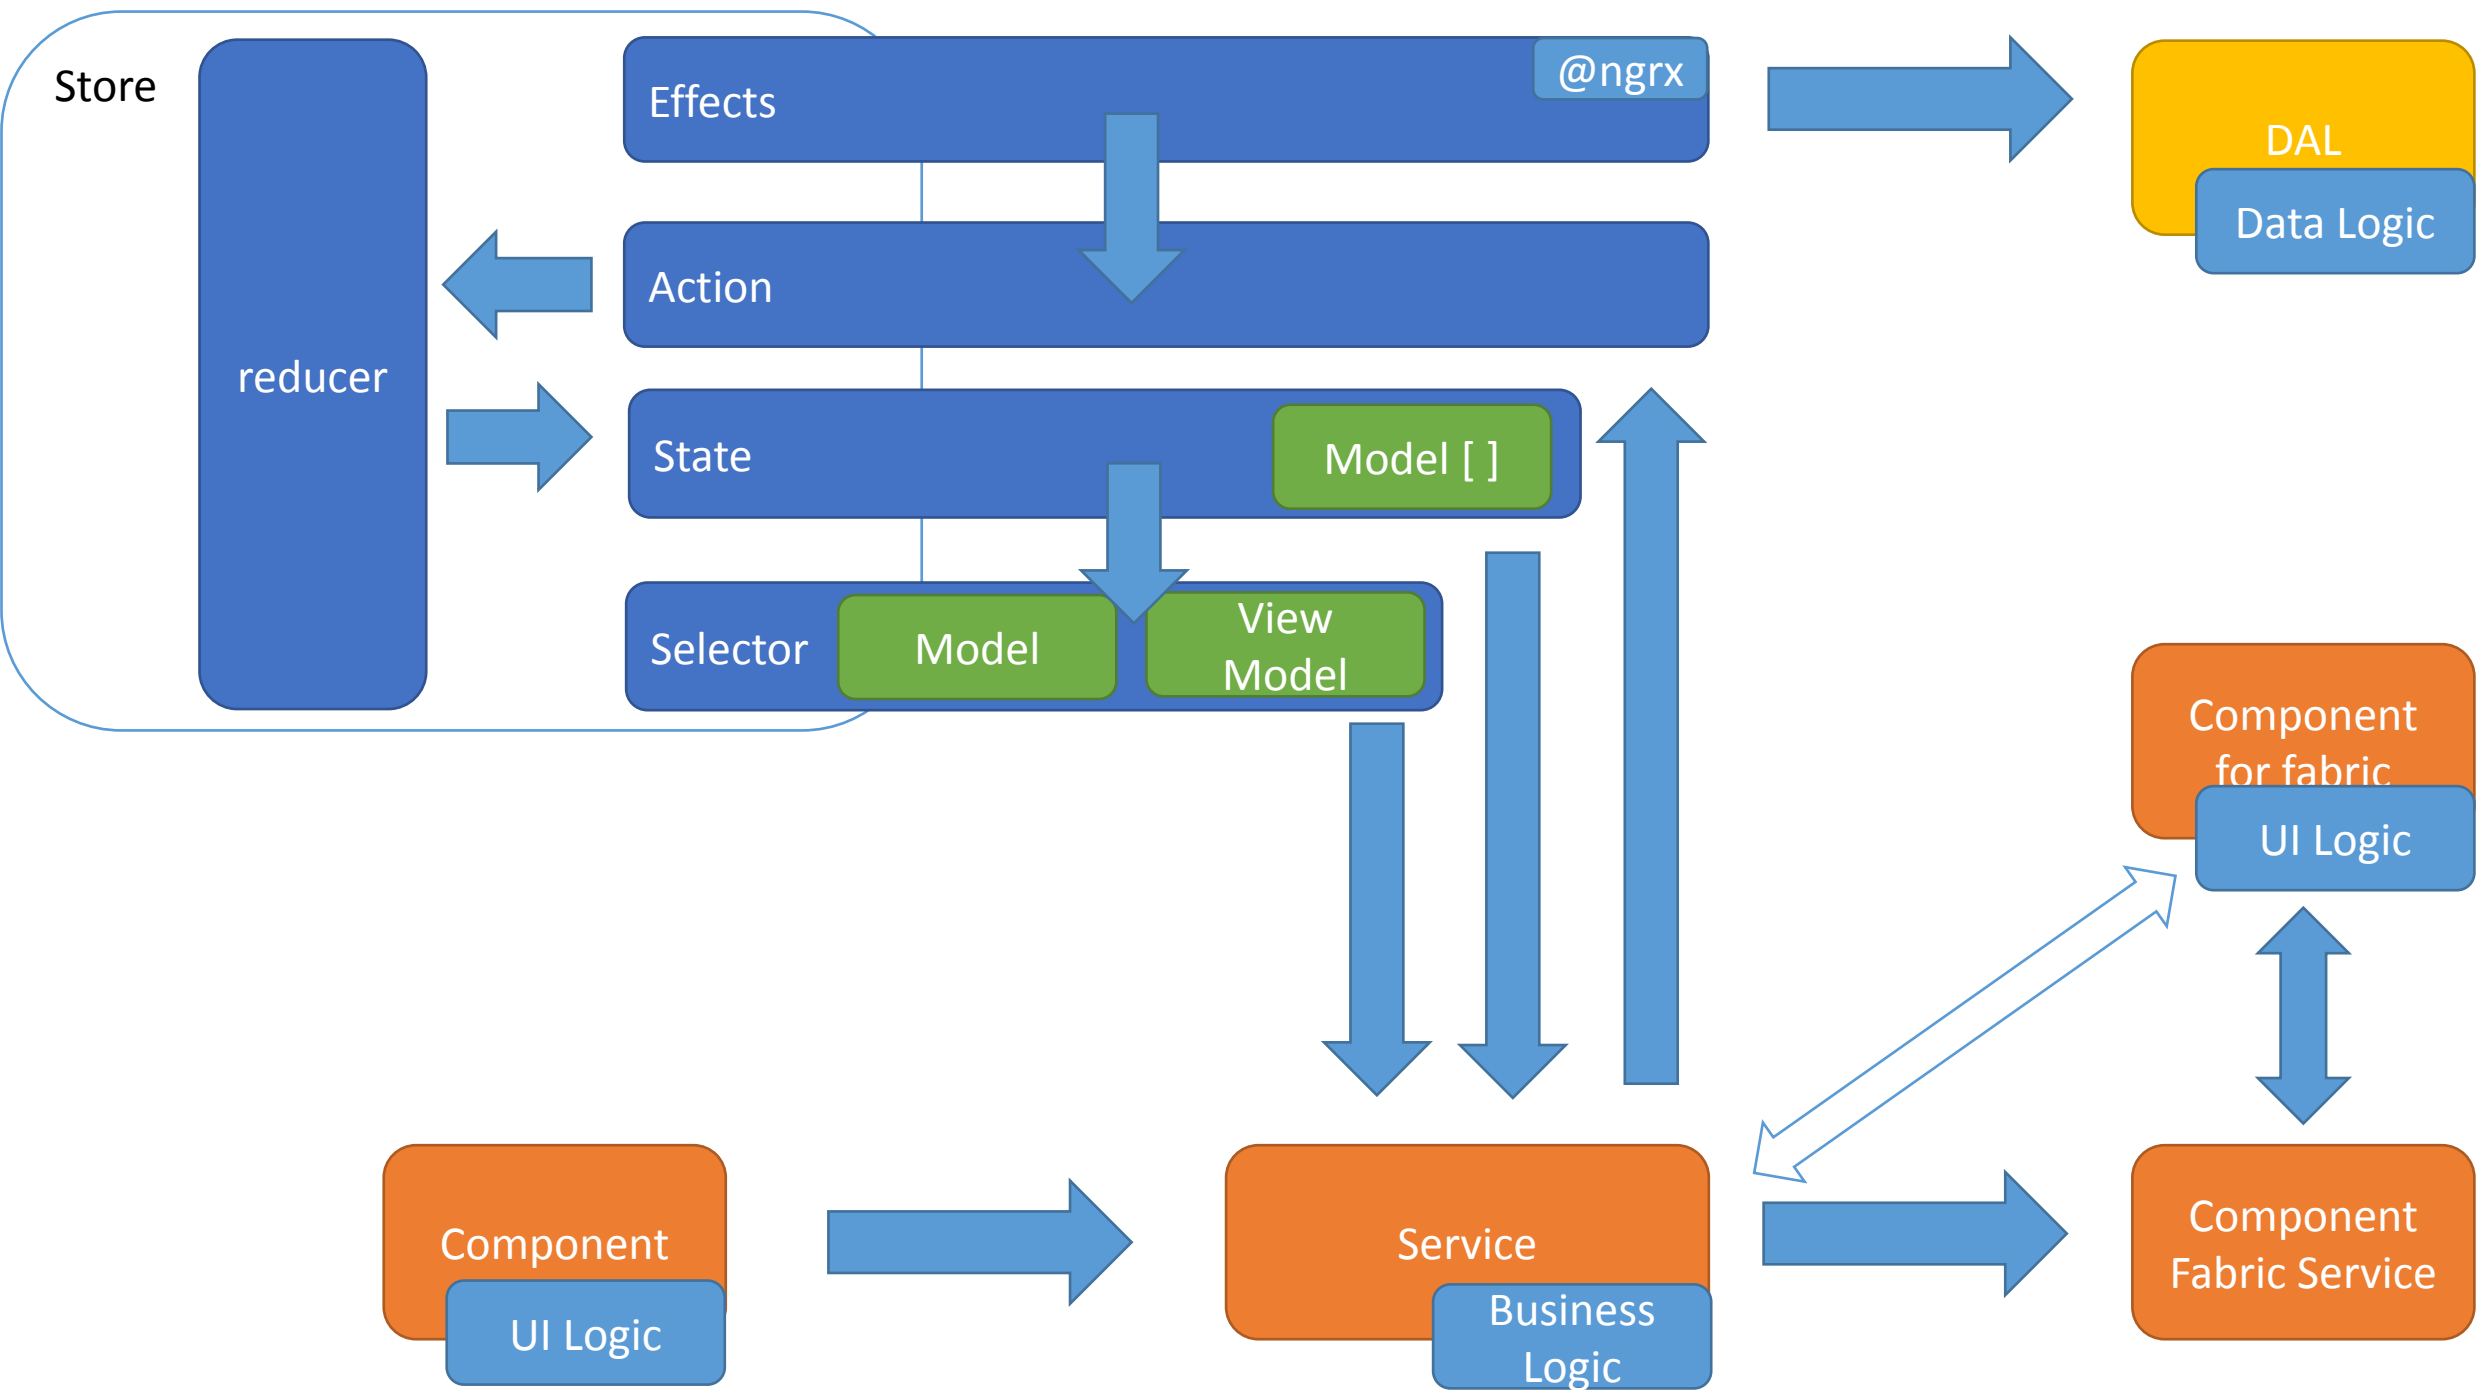 Store
reducer
Effects
@ngrx
DAL
Data Logic
Action
State
Model [ ]
Selector
Model
View
Model
Component
for fabric
UI Logic
Component
UI Logic
Service
Business
Logic
Component
Fabric Service